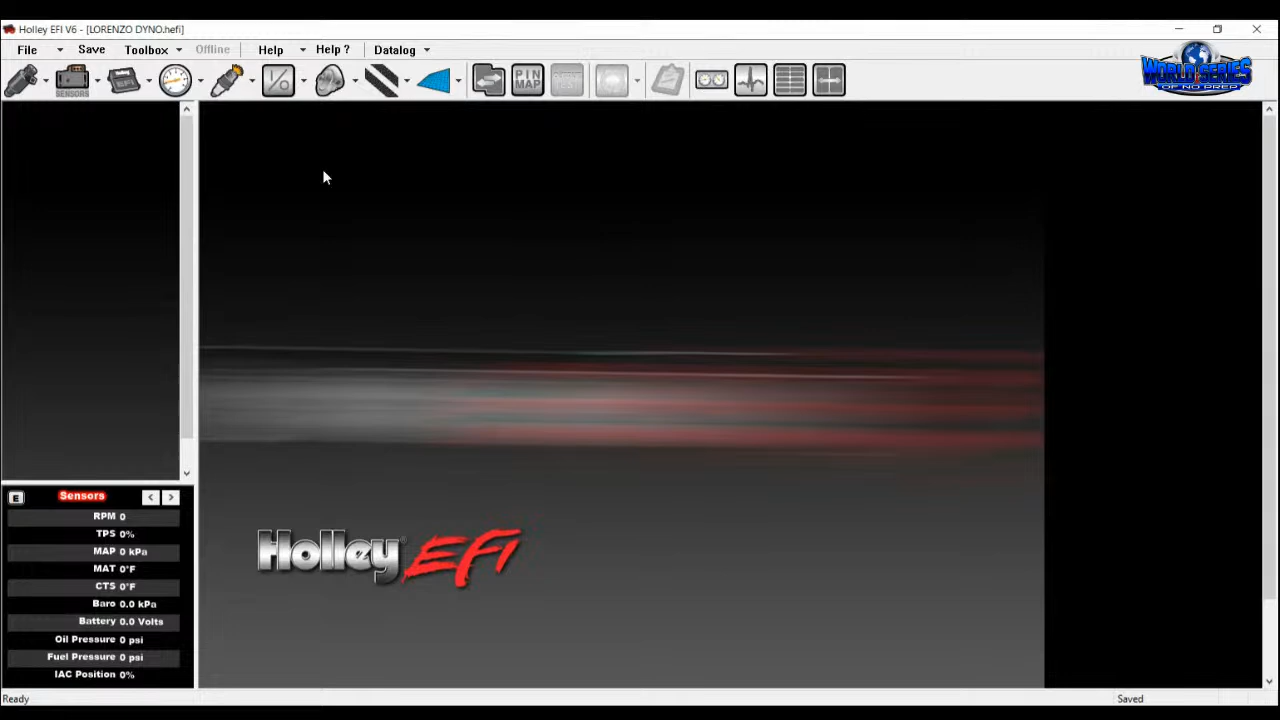 Holley EFI V6 - [LORENZO DYNO.hefi]
File Save Toolbox Offline Help Help ? Datalog
SENSORS I/O PIN MAP
WORLD SERIES
OF NO PREP
E Sensors < >
RPM 0
TPS 0%
MAP 0 kPa
MAT 0°F
CTS 0°F
Baro 0.0 kPa
Battery 0.0 Volts
Oil Pressure 0 psi
Fuel Pressure 0 psi
IAC Position 0%
Holley EFI
Ready Saved